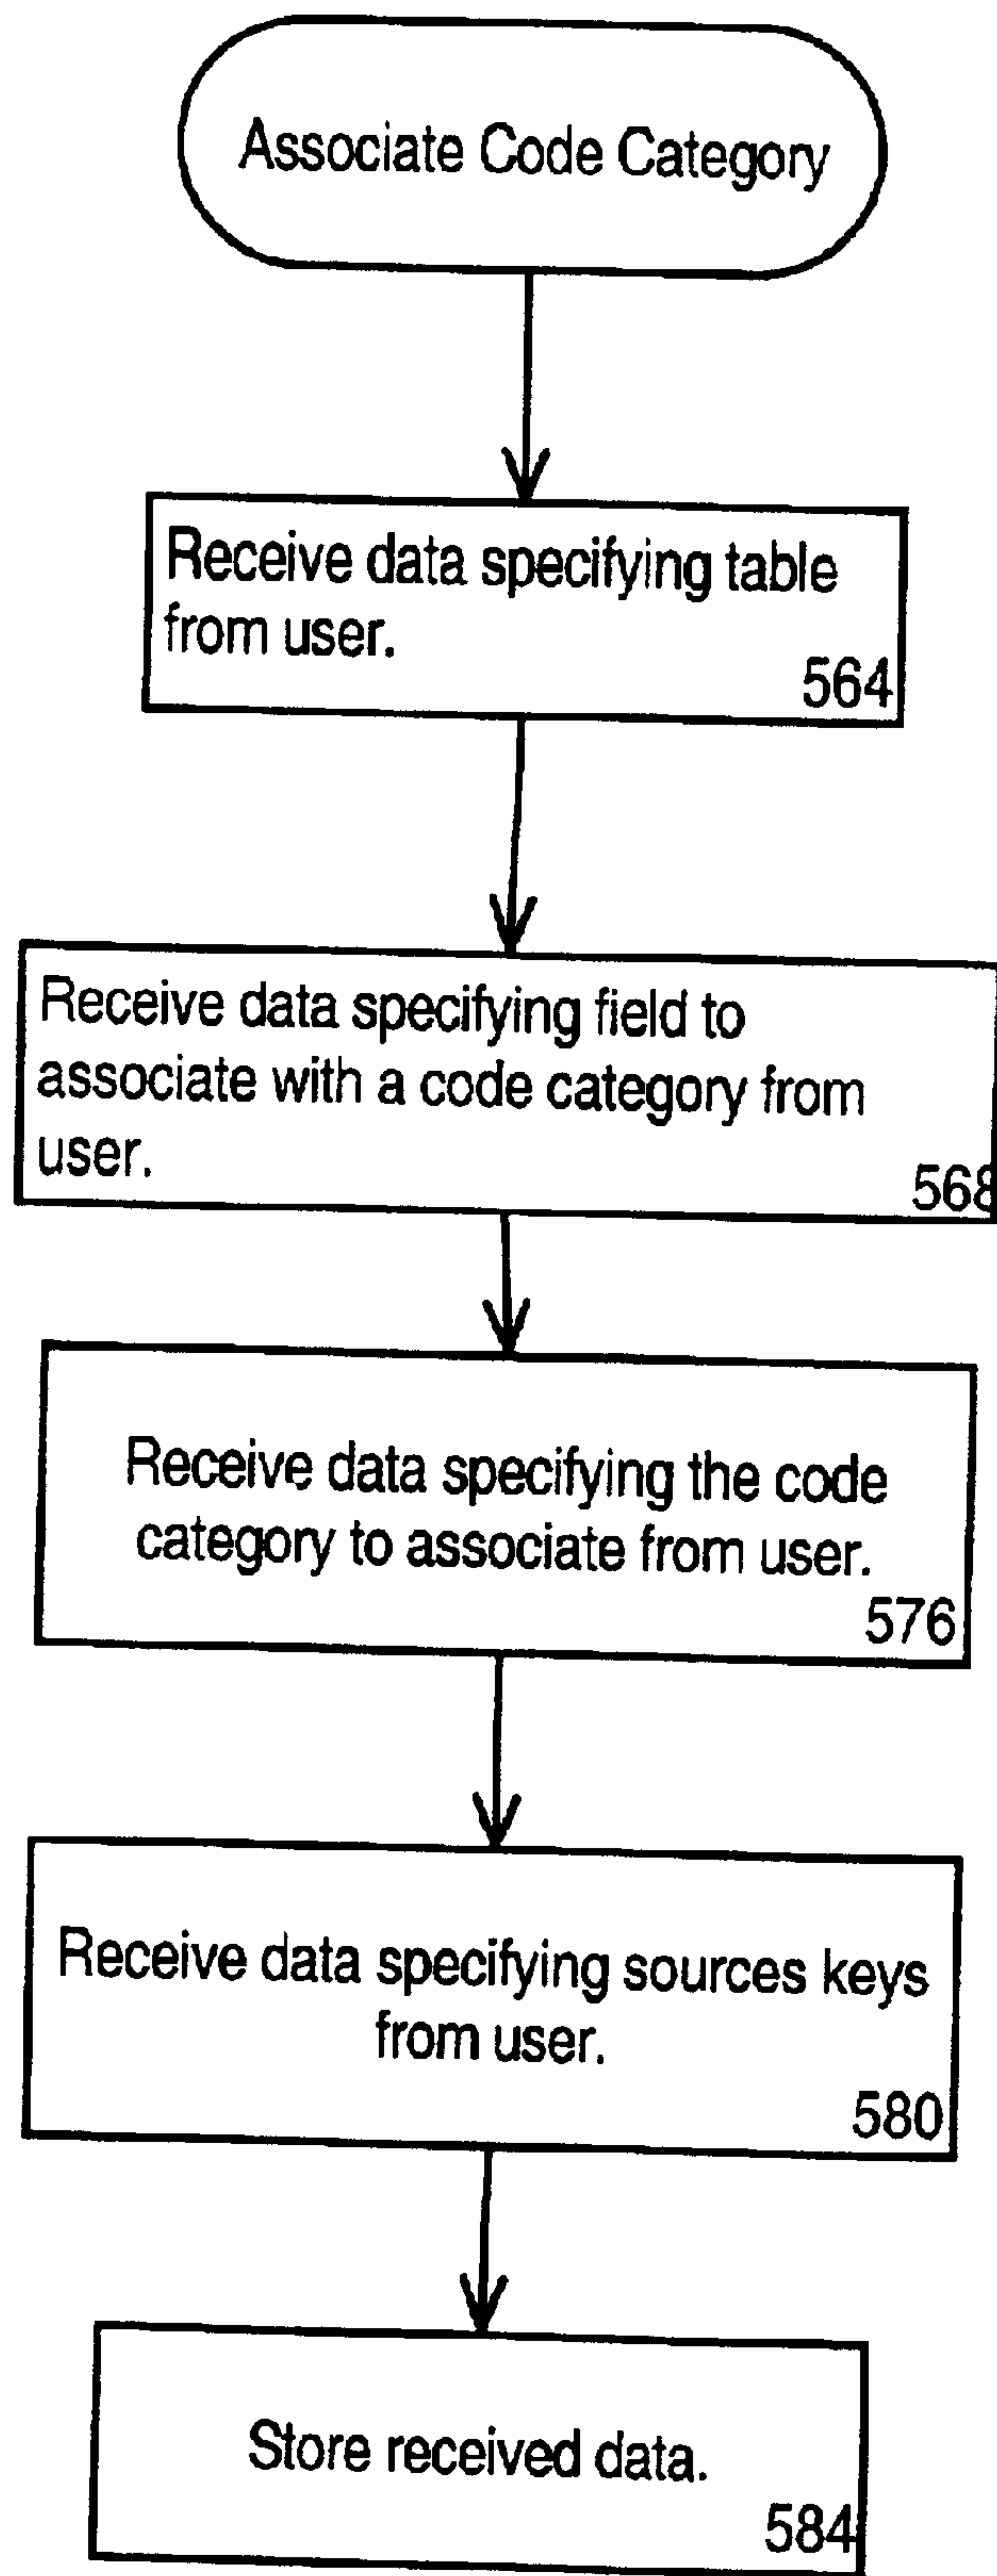 Associate Code Category
Receive data specifying table
from user.
564
Receive data specifying field to
associate with a code category from
user.
568
Receive data specifying the code
category to associate from user.
576
Receive data specifying sources keys
from user.
580
Store received data.
584